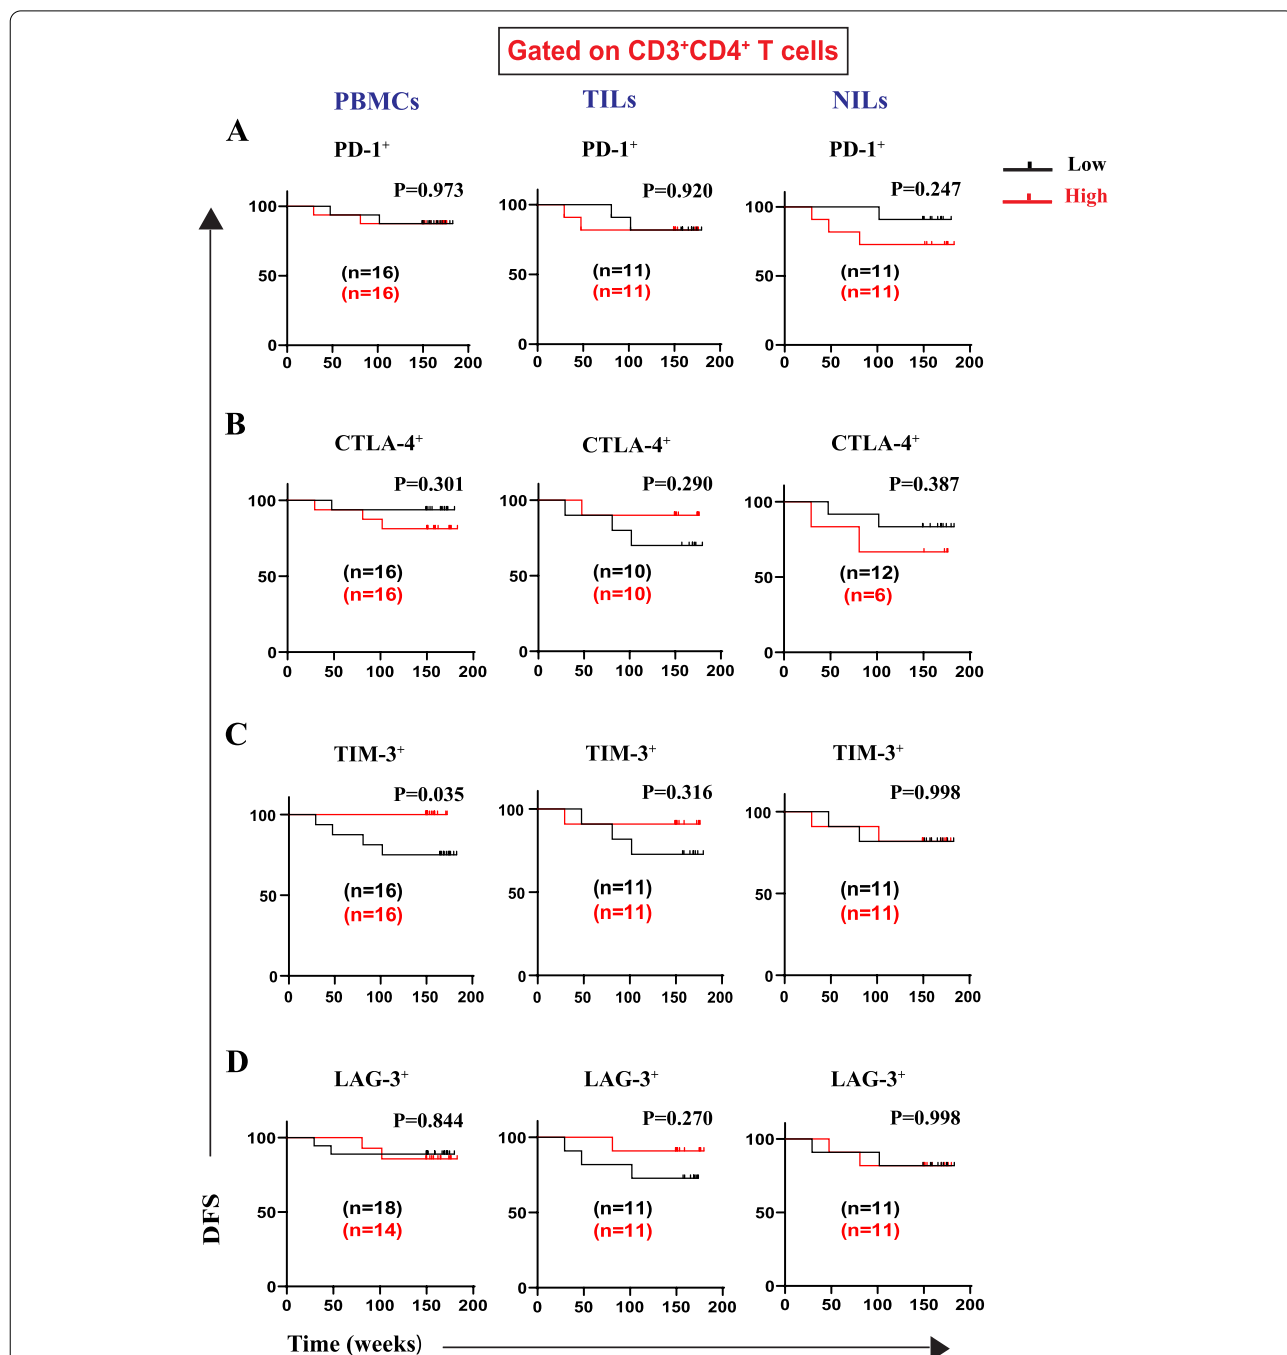 Gated on CD3⁺CD4⁺ T cells
PBMCs TILs NILs
A
PD-1⁺ PD-1⁺ PD-1⁺
Low
High
P=0.973 P=0.920 P=0.247
100 100 100
50 50 50
(n=16) (n=11) (n=11)
(n=16) (n=11) (n=11)
0 0 0
0 50 100 150 200 0 50 100 150 200 0 50 100 150 200
B
CTLA-4⁺ CTLA-4⁺ CTLA-4⁺
P=0.301 P=0.290 P=0.387
100 100 100
50 50 50
(n=16) (n=10) (n=12)
(n=16) (n=10) (n=6)
0 0 0
0 50 100 150 200 0 50 100 150 200 0 50 100 150 200
C
TIM-3⁺ TIM-3⁺ TIM-3⁺
P=0.035 P=0.316 P=0.998
100 100 100
50 50 50
(n=16) (n=11) (n=11)
(n=16) (n=11) (n=11)
0 0 0
0 50 100 150 200 0 50 100 150 200 0 50 100 150 200
D
LAG-3⁺ LAG-3⁺ LAG-3⁺
P=0.844 P=0.270 P=0.998
100 100 100
50 50 50
(n=18) (n=11) (n=11)
(n=14) (n=11) (n=11)
0 0 0
0 50 100 150 200 0 50 100 150 200 0 50 100 150 200
DFS
Time (weeks)